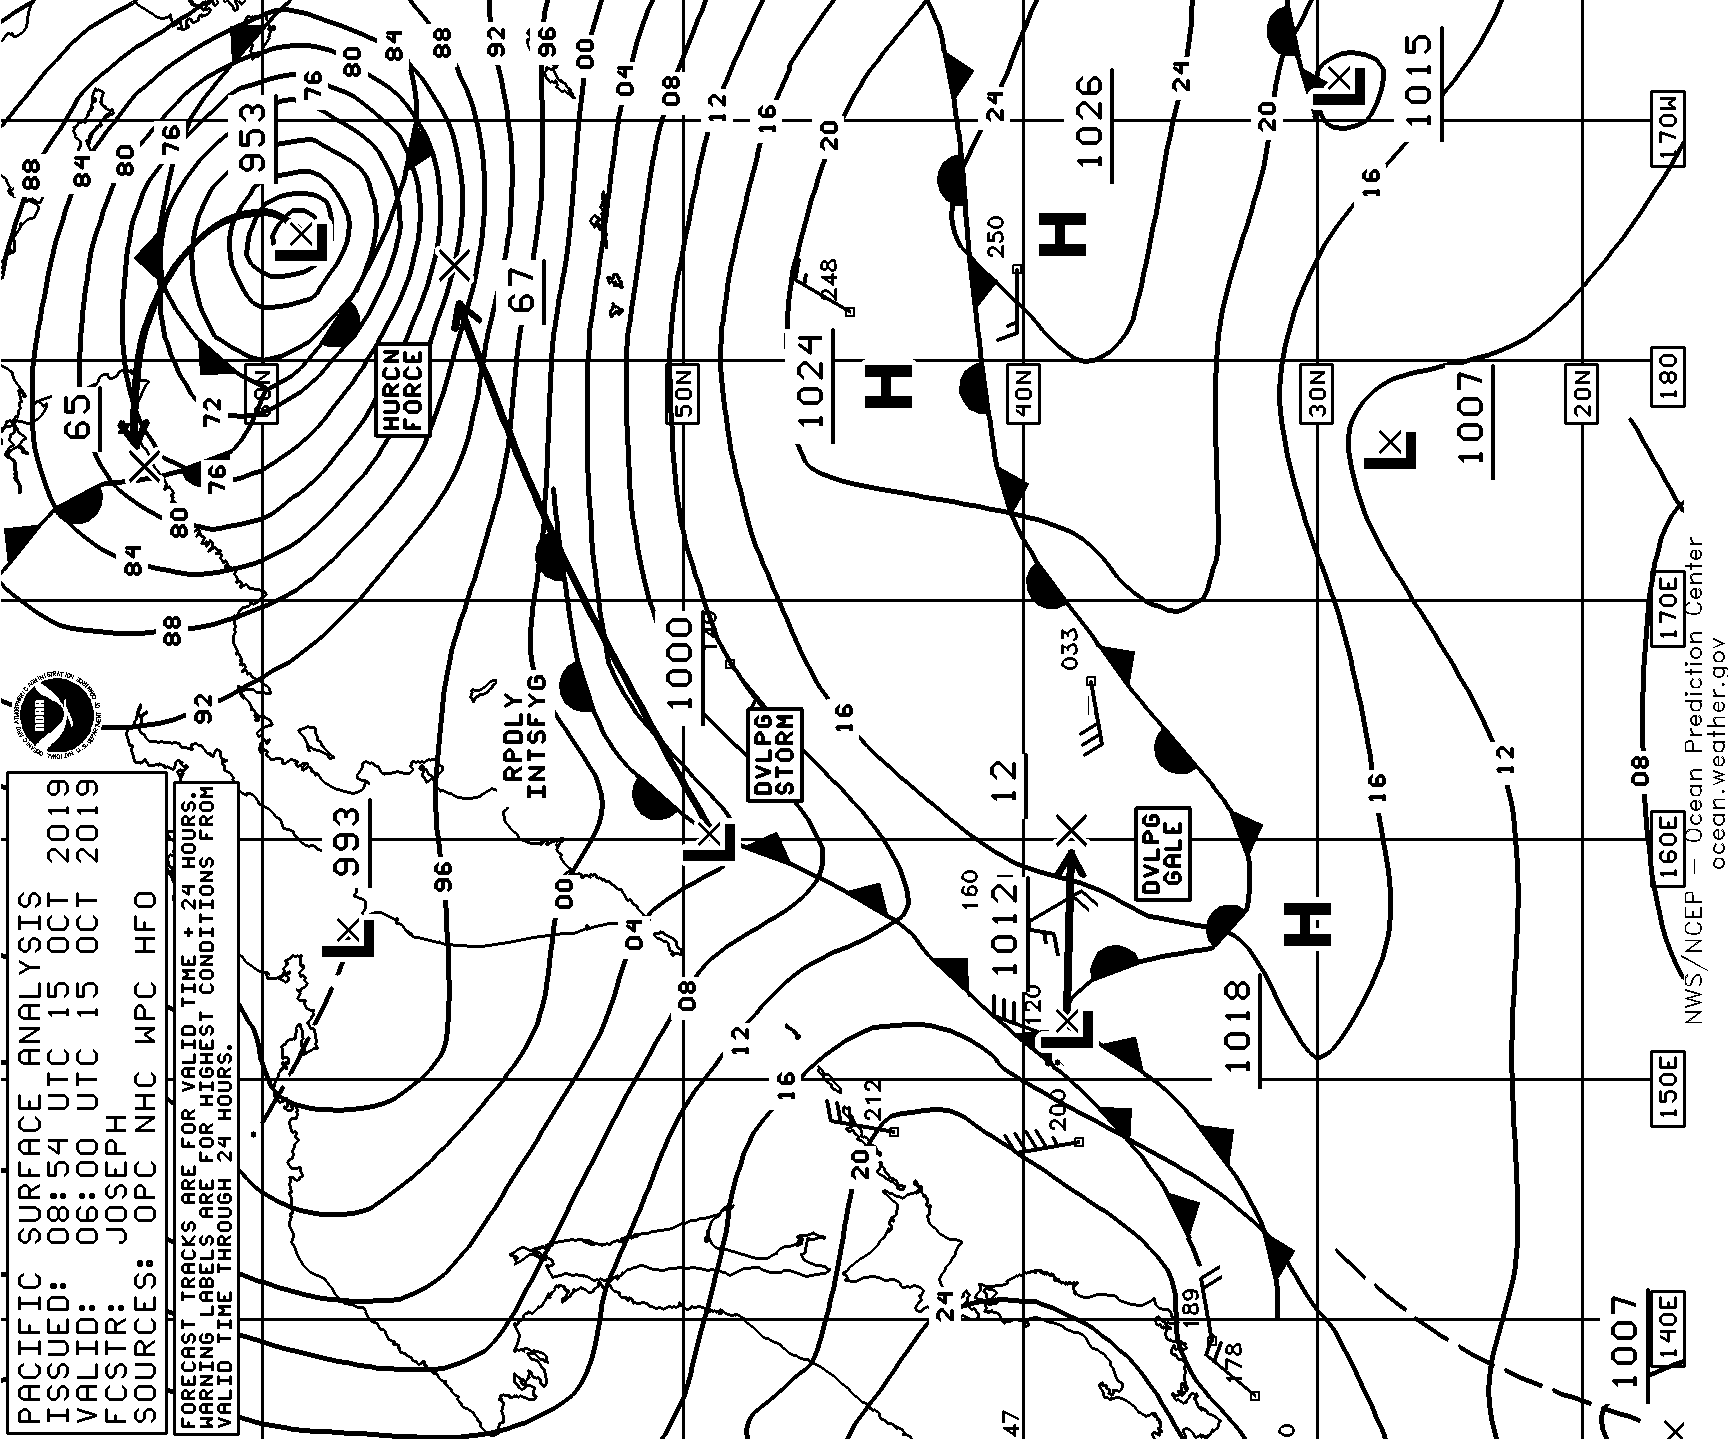 PACIFIC SURFACE ANALYSIS
ISSUED: 08:54 UTC 15 OCT 2019
VALID: 06:00 UTC 15 OCT 2019
FCSTR: JOSEPH
SOURCES: OPC NHC WPC HFO
FORECAST TRACKS ARE FOR VALID TIME + 24 HOURS.
WARNING LABELS ARE FOR HIGHEST CONDITIONS FROM
VALID TIME THROUGH 24 HOURS.
NOAA
88
84
80
76
953
76
80
84
88
92
96
00
04
08
12
16
20
24
1026
24
20
1015
16
170W
65
72
60N
76
80
84
88
92
HURCN
FORCE
67
50N
248
1024
H
250
H
40N
30N
1007
L
20N
180
L
L
993
L
96
00
04
08
12
16
20
24
RPDLY
INTSFYG
1000
L
DVLPG
STORM
16
12
033
160
1012
120
L
DVLPG
GALE
1018
H
16
12
08
170E
160E
150E
140E
212
200
189
178
47
0
1007
NWS/NCEP – Ocean Prediction Center
ocean.weather.gov